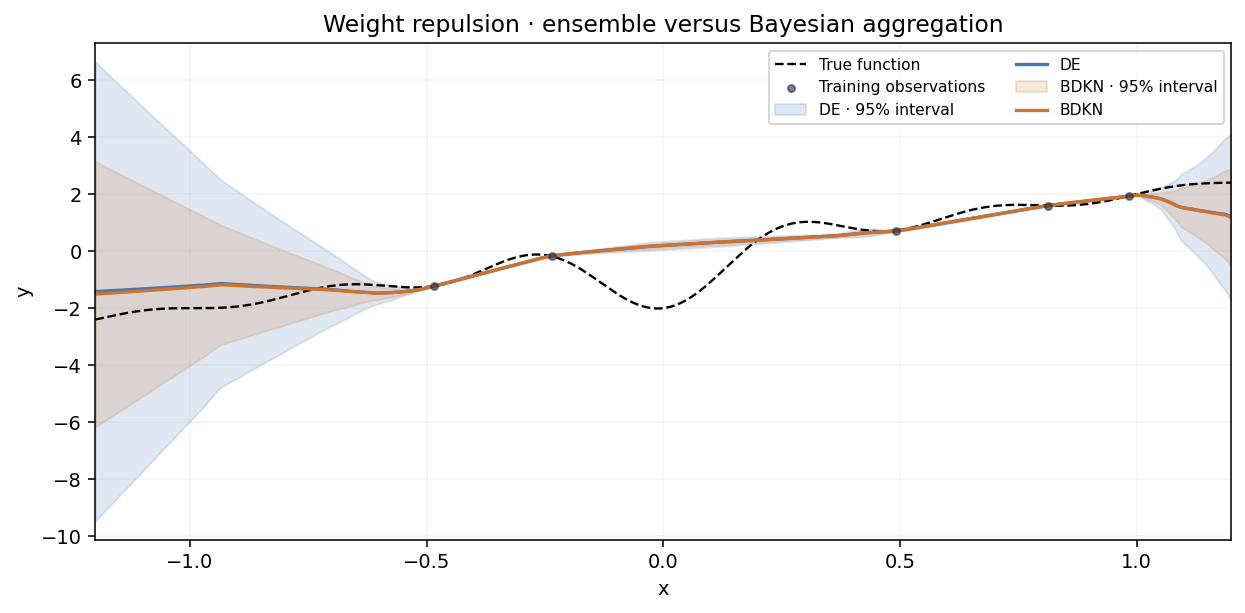 Weight repulsion · ensemble versus Bayesian aggregation
True function
Training observations
DE · 95% interval
DE
BDKN · 95% interval
BDKN
6
4
2
0
−2
−4
−6
−8
−10
y
−1.0
−0.5
0.0
0.5
1.0
x